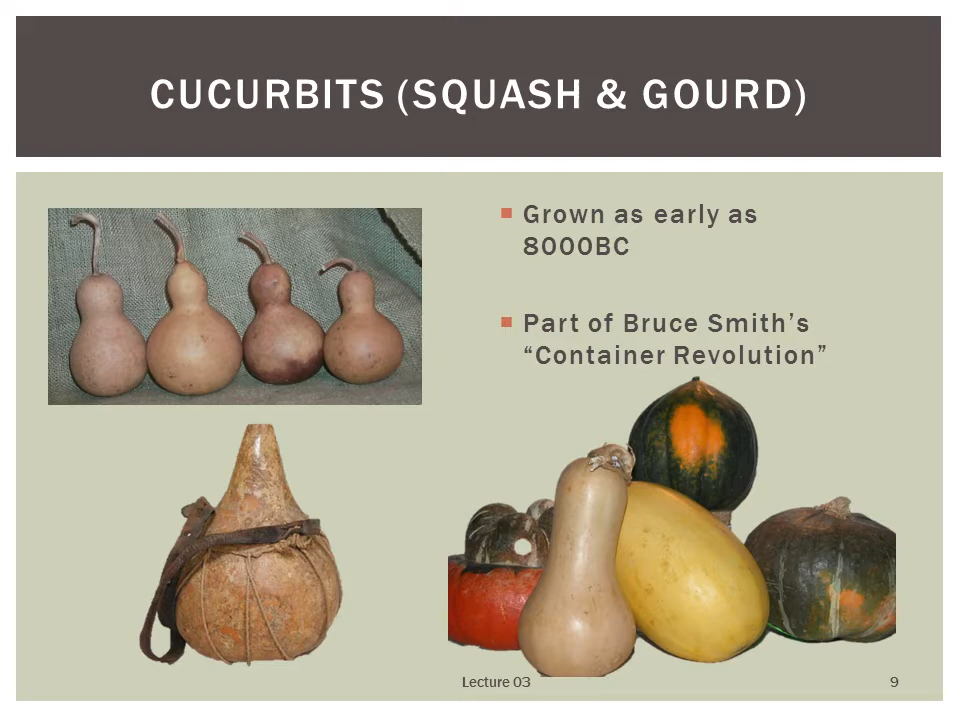 CUCURBITS (SQUASH & GOURD)
Grown as early as
8000BC
Part of Bruce Smith’s
“Container Revolution”
Lecture 03
9